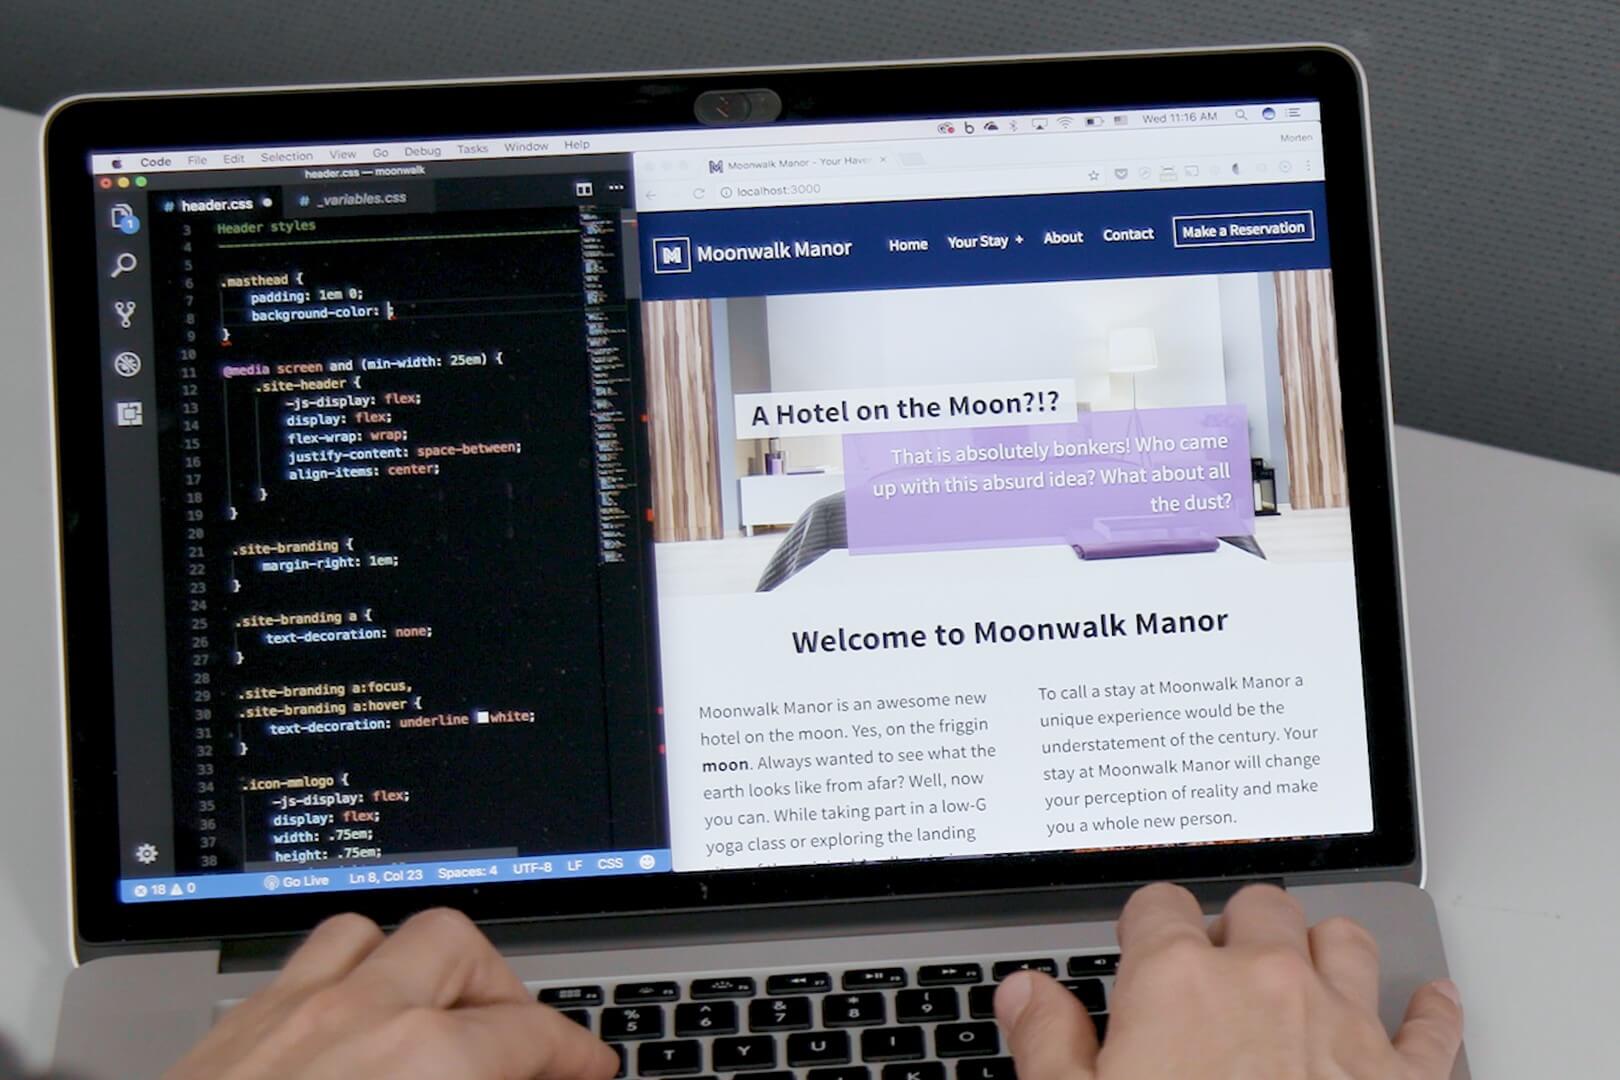 Code File Edit Selection View Go Debug Tasks Window Help
Wed 11:16 AM
header.css — moonwalk
# header.css ● # _variables.css
1
3 Header styles
4
5
6 .masthead {
7 padding: 1em 0;
8 background-color: ;
9 }
10
11 @media screen and (min-width: 25em) {
12 .site-header {
13 -js-display: flex;
14 display: flex;
15 flex-wrap: wrap;
16 justify-content: space-between;
17 align-items: center;
18 }
19 }
20
21 .site-branding {
22 margin-right: 1em;
23 }
24
25 .site-branding a {
26 text-decoration: none;
27 }
28
29 .site-branding a:focus,
30 .site-branding a:hover {
31 text-decoration: underline white;
32 }
33
34 .icon-mmlogo {
35 -js-display: flex;
36 display: flex;
37 width: .75em;
38 height: .75em;
18 0 Go Live Ln 8, Col 23 Spaces: 4 UTF-8 LF CSS
Moonwalk Manor - Your Haven
Morten
localhost:3000
M Moonwalk Manor Home Your Stay + About Contact Make a Reservation
A Hotel on the Moon?!?
That is absolutely bonkers! Who came
up with this absurd idea? What about all
the dust?
Welcome to Moonwalk Manor
Moonwalk Manor is an awesome new
hotel on the moon. Yes, on the friggin
moon. Always wanted to see what the
earth looks like from afar? Well, now
you can. While taking part in a low-G
yoga class or exploring the landing
To call a stay at Moonwalk Manor a
unique experience would be the
understatement of the century. Your
stay at Moonwalk Manor will change
your perception of reality and make
you a whole new person.
% 5 ^ 6 & 7 * 8 ( 9
T Y U I O
K L